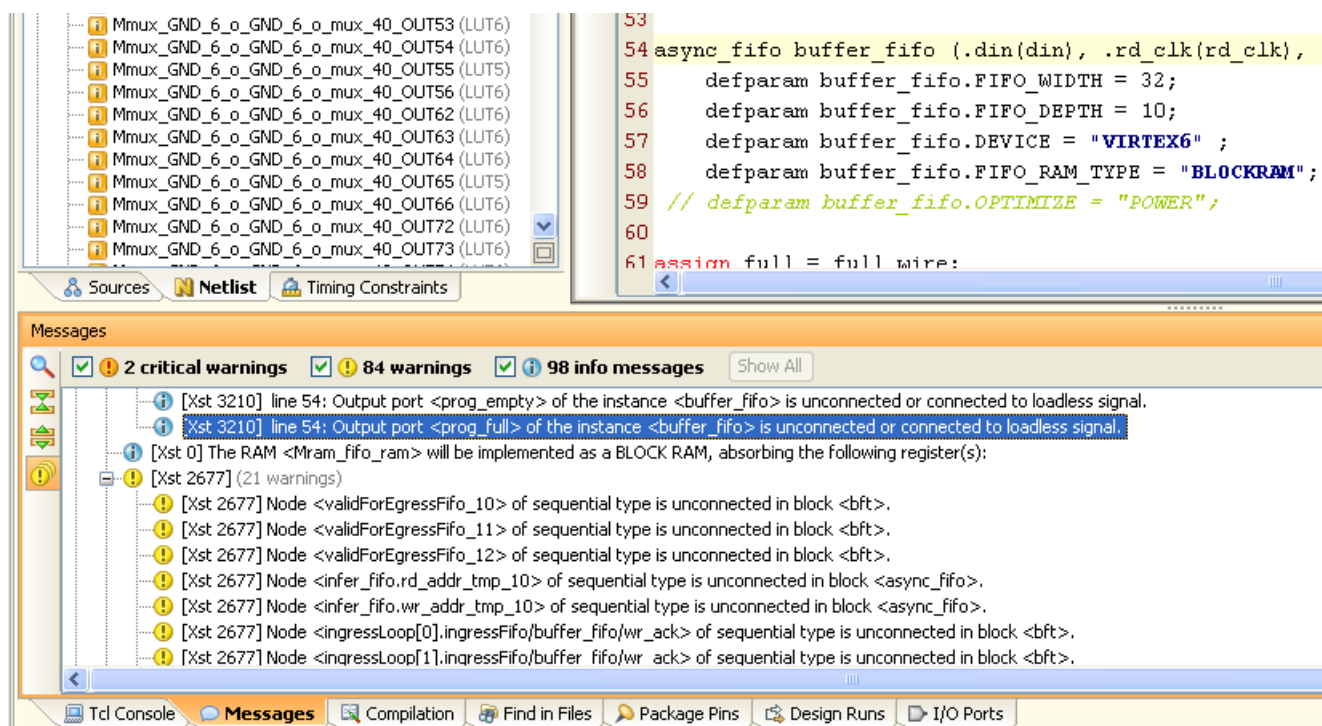 Mmux_GND_6_o_GND_6_o_mux_40_OUT53 (LUT6)
Mmux_GND_6_o_GND_6_o_mux_40_OUT54 (LUT6)
Mmux_GND_6_o_GND_6_o_mux_40_OUT55 (LUT5)
Mmux_GND_6_o_GND_6_o_mux_40_OUT56 (LUT6)
Mmux_GND_6_o_GND_6_o_mux_40_OUT62 (LUT6)
Mmux_GND_6_o_GND_6_o_mux_40_OUT63 (LUT6)
Mmux_GND_6_o_GND_6_o_mux_40_OUT64 (LUT6)
Mmux_GND_6_o_GND_6_o_mux_40_OUT65 (LUT5)
Mmux_GND_6_o_GND_6_o_mux_40_OUT66 (LUT6)
Mmux_GND_6_o_GND_6_o_mux_40_OUT72 (LUT6)
Mmux_GND_6_o_GND_6_o_mux_40_OUT73 (LUT6)
Sources Netlist Timing Constraints
53
54 async_fifo buffer_fifo (.din(din), .rd_clk(rd_clk),
55 defparam buffer_fifo.FIFO_WIDTH = 32;
56 defparam buffer_fifo.FIFO_DEPTH = 10;
57 defparam buffer_fifo.DEVICE = "VIRTEX6" ;
58 defparam buffer_fifo.FIFO_RAM_TYPE = "BLOCKRAM";
59 // defparam buffer_fifo.OPTIMIZE = "POWER";
60
61 assign full = full_wire;
Messages
2 critical warnings 84 warnings 98 info messages Show All
[Xst 3210] line 54: Output port <prog_empty> of the instance <buffer_fifo> is unconnected or connected to loadless signal.
[Xst 3210] line 54: Output port <prog_full> of the instance <buffer_fifo> is unconnected or connected to loadless signal.
[Xst 0] The RAM <Mram_fifo_ram> will be implemented as a BLOCK RAM, absorbing the following register(s):
[Xst 2677] (21 warnings)
[Xst 2677] Node <validForEgressFifo_10> of sequential type is unconnected in block <bft>.
[Xst 2677] Node <validForEgressFifo_11> of sequential type is unconnected in block <bft>.
[Xst 2677] Node <validForEgressFifo_12> of sequential type is unconnected in block <bft>.
[Xst 2677] Node <infer_fifo.rd_addr_tmp_10> of sequential type is unconnected in block <async_fifo>.
[Xst 2677] Node <infer_fifo.wr_addr_tmp_10> of sequential type is unconnected in block <async_fifo>.
[Xst 2677] Node <ingressLoop[0].ingressFifo/buffer_fifo/wr_ack> of sequential type is unconnected in block <bft>.
[Xst 2677] Node <ingressLoop[1].ingressFifo/buffer_fifo/wr_ack> of sequential type is unconnected in block <bft>.
Tcl Console Messages Compilation Find in Files Package Pins Design Runs I/O Ports